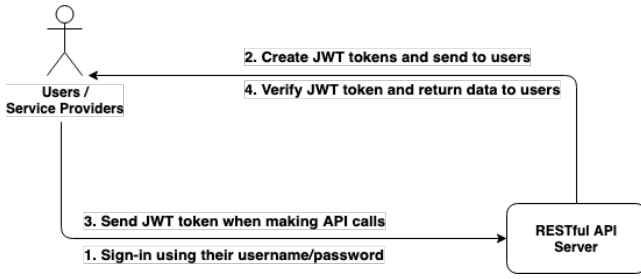 2. Create JWT tokens and send to users
4. Verify JWT token and return data to users
Users /
Service Providers
3. Send JWT token when making API calls
1. Sign-in using their username/password
RESTful API
Server